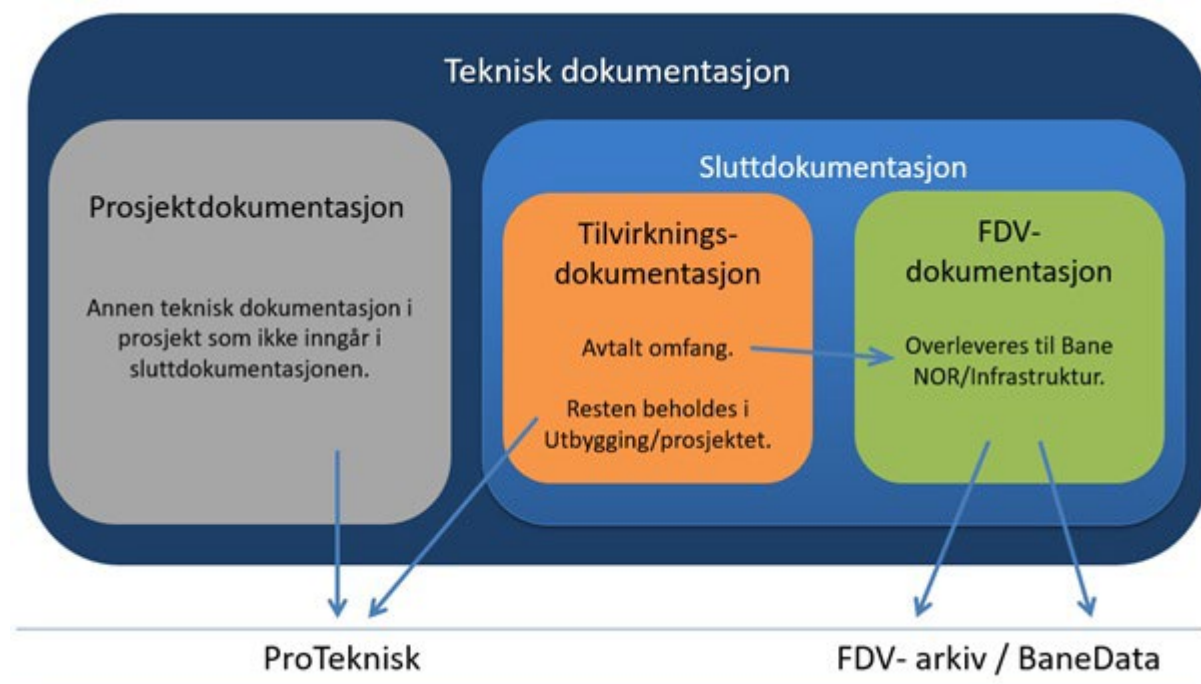 Teknisk dokumentasjon
Prosjektdokumentasjon
Annen teknisk dokumentasjon i
prosjekt som ikke inngår i
sluttdokumentasjonen.
Sluttdokumentasjon
Tilvirknings-
dokumentasjon
Avtalt omfang.
Resten beholdes i
Utbygging/prosjektet.
FDV-
dokumentasjon
Overleveres til Bane
NOR/Infrastruktur.
ProTeknisk
FDV- arkiv / BaneData